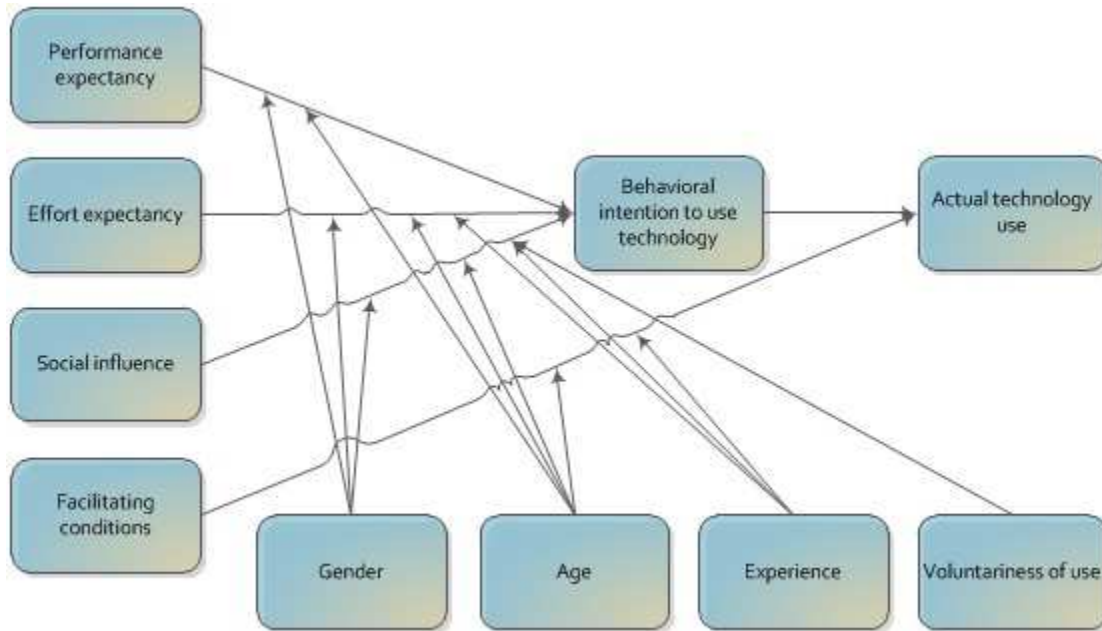 Performance
expectancy
Effort expectancy
Behavioral
intention to use
technology
Actual technology
use
Social influence
Facilitating
conditions
Gender
Age
Experience
Voluntariness of use